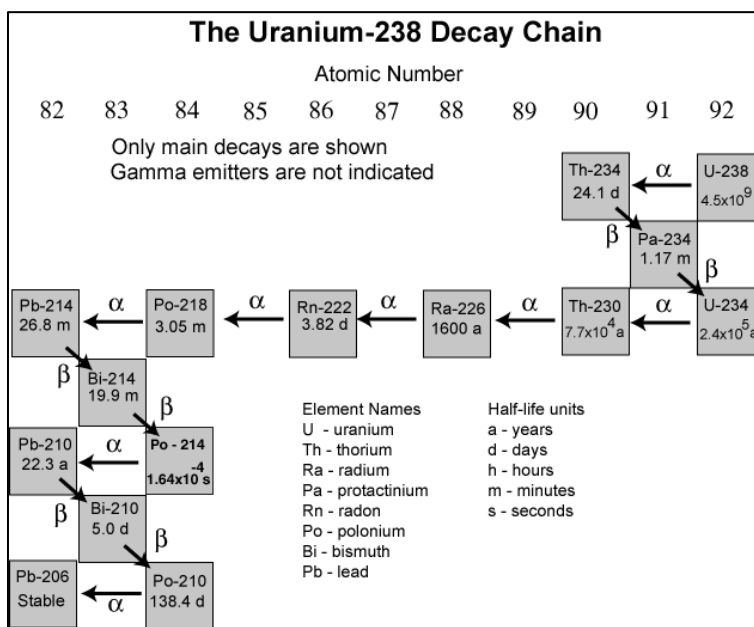 The Uranium-238 Decay Chain
Atomic Number
82 83 84 85 86 87 88 89 90 91 92
Only main decays are shown
Gamma emitters are not indicated
Th-234
24.1 d
α
U-238
4.5x10⁹
β
Pa-234
1.17 m
β
Pb-214
26.8 m
α
Po-218
3.05 m
α
Rn-222
3.82 d
α
Ra-226
1600 a
α
Th-230
7.7x10⁴a
α
U-234
2.4x10⁵a
β
Bi-214
19.9 m
β
Pb-210
22.3 a
α
Po - 214
-4
1.64x10 s
β
Bi-210
5.0 d
β
Pb-206
Stable
α
Po-210
138.4 d
Element Names
U - uranium
Th - thorium
Ra - radium
Pa - protactinium
Rn - radon
Po - polonium
Bi - bismuth
Pb - lead
Half-life units
a - years
d - days
h - hours
m - minutes
s - seconds